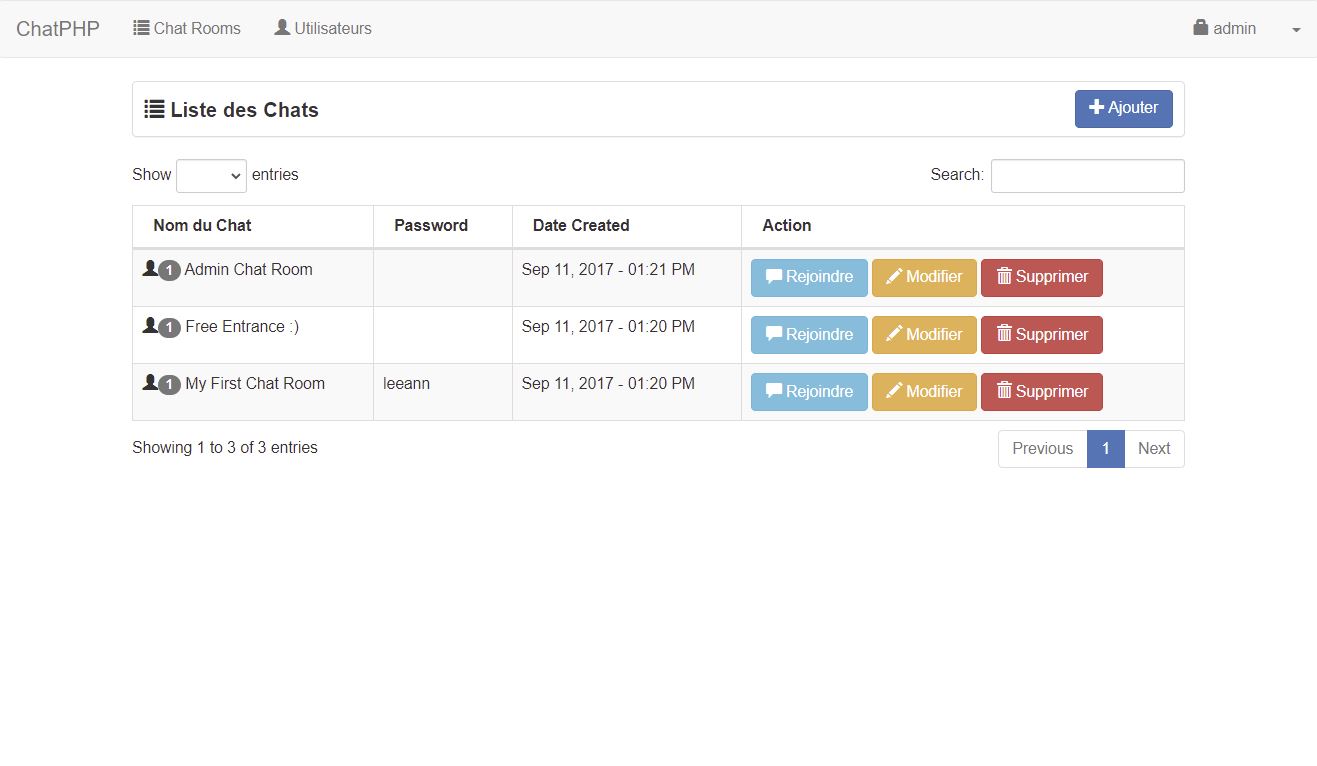 ChatPHP Chat Rooms Utilisateurs admin
Liste des Chats Ajouter
Show entries Search:
Nom du Chat Password Date Created Action
1 Admin Chat Room Sep 11, 2017 - 01:21 PM Rejoindre Modifier Supprimer
1 Free Entrance :) Sep 11, 2017 - 01:20 PM Rejoindre Modifier Supprimer
1 My First Chat Room leeann Sep 11, 2017 - 01:20 PM Rejoindre Modifier Supprimer
Showing 1 to 3 of 3 entries Previous 1 Next